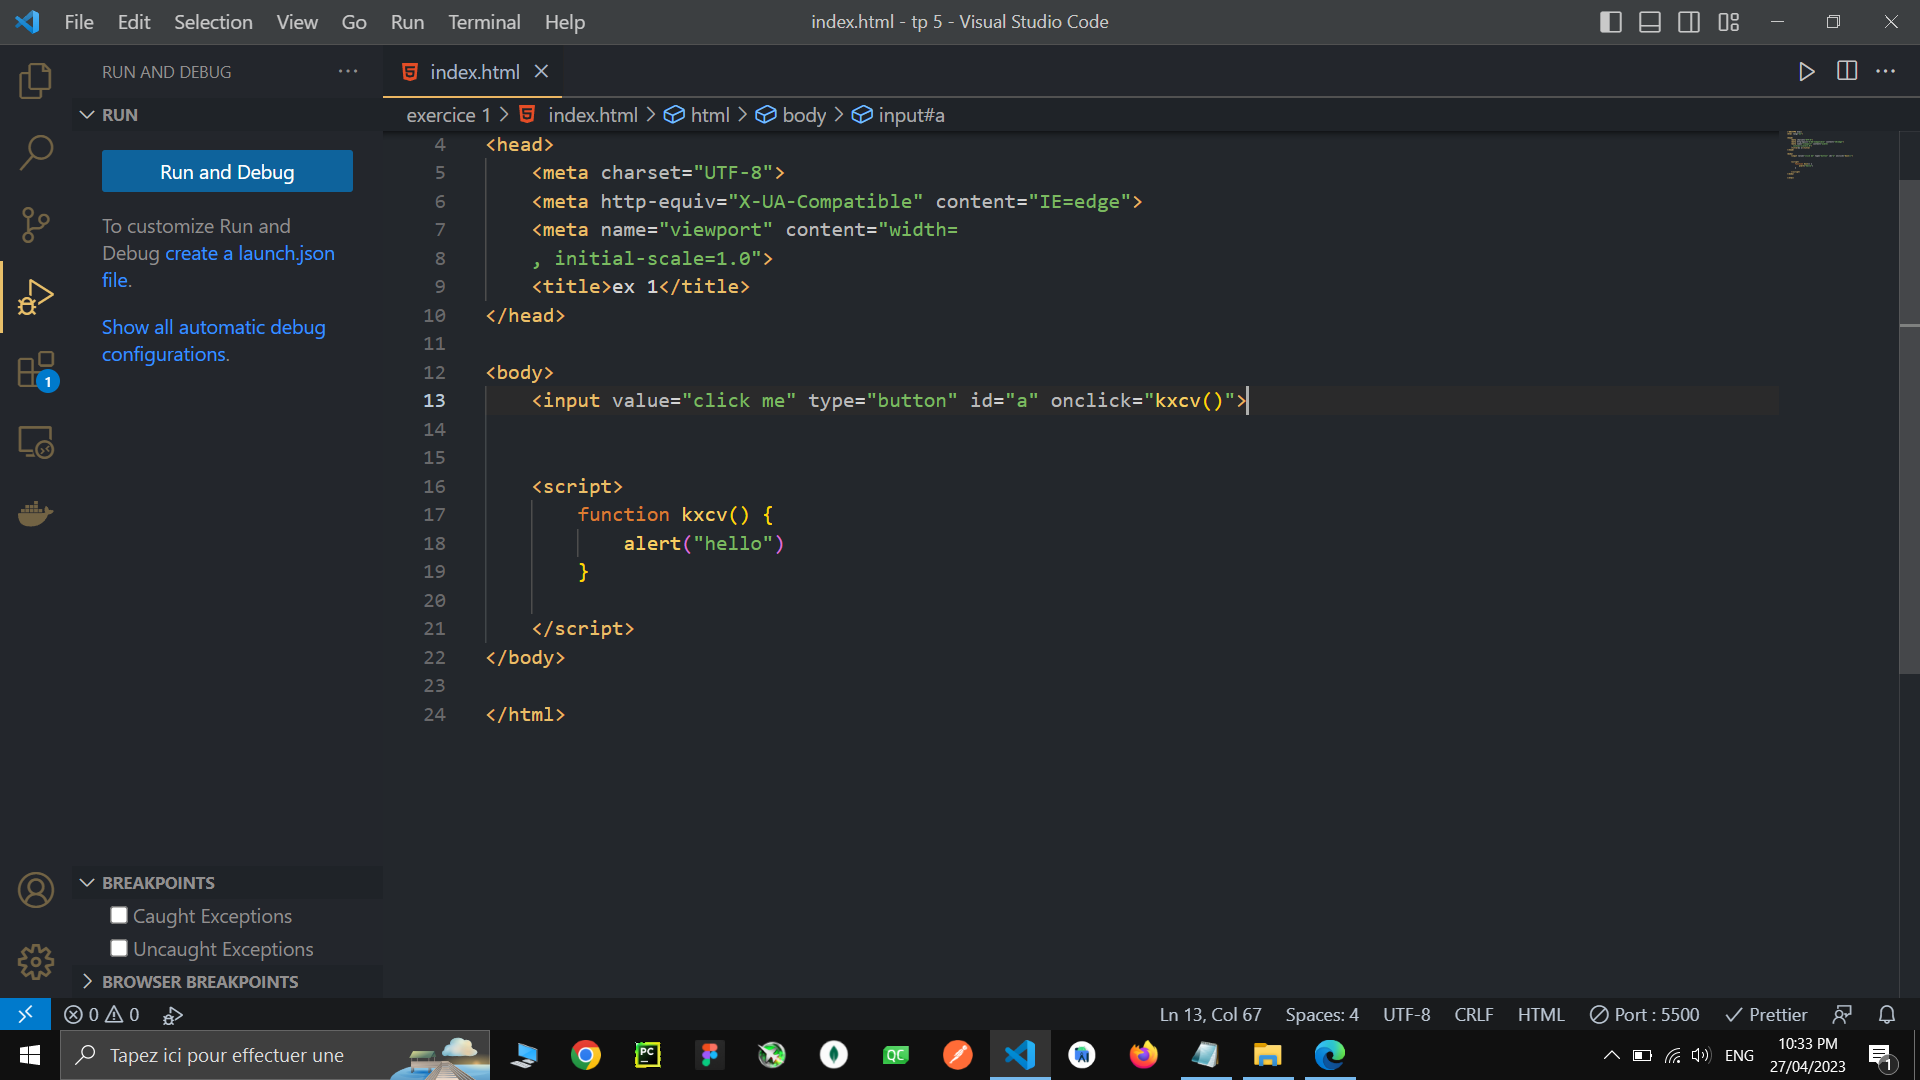 File Edit Selection View Go Run Terminal Help
index.html - tp 5 - Visual Studio Code
RUN AND DEBUG
RUN
Run and Debug
To customize Run and
Debug create a launch.json
file.
Show all automatic debug
configurations.
1
BREAKPOINTS
Caught Exceptions
Uncaught Exceptions
BROWSER BREAKPOINTS
index.html
exercice 1 > index.html > html > body > input#a
4 <head>
5 <meta charset="UTF-8">
6 <meta http-equiv="X-UA-Compatible" content="IE=edge">
7 <meta name="viewport" content="width=
8 , initial-scale=1.0">
9 <title>ex 1</title>
10 </head>
11
12 <body>
13 <input value="click me" type="button" id="a" onclick="kxcv()">
14
15
16 <script>
17 function kxcv() {
18 alert("hello")
19 }
20
21 </script>
22 </body>
23
24 </html>
0 0 Ln 13, Col 67 Spaces: 4 UTF-8 CRLF HTML Port : 5500 Prettier
Tapez ici pour effectuer une
PC
QC
ENG
10:33 PM
27/04/2023
1